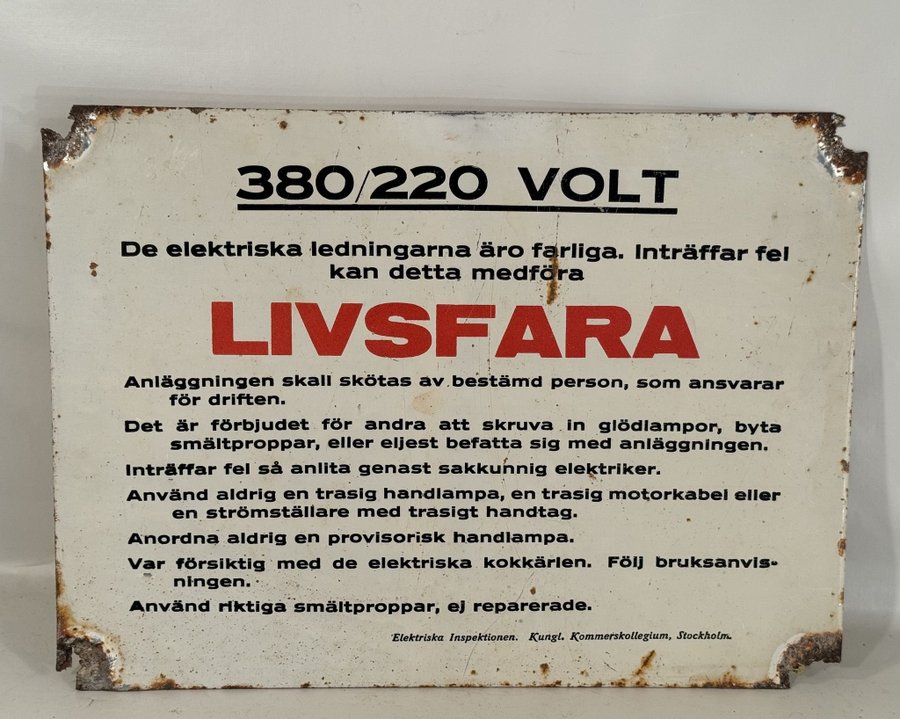 380/220 VOLT
De elektriska ledningarna äro farliga. Inträffar fel
kan detta medföra
LIVSFARA
Anläggningen skall skötas av bestämd person, som ansvarar
för driften.
Det är förbjudet för andra att skruva in glödlampor, byta
smältproppar, eller eljest befatta sig med anläggningen.
Inträffar fel så anlita genast sakkunnig elektriker.
Använd aldrig en trasig handlampa, en trasig motorkabel eller
en strömställare med trasigt handtag.
Anordna aldrig en provisorisk handlampa.
Var försiktig med de elektriska kokkärlen. Följ bruksanvis-
ningen.
Använd riktiga smältproppar, ej reparerade.
Elektriska Inspektionen. Kungl. Kommerskollegium, Stockholm.